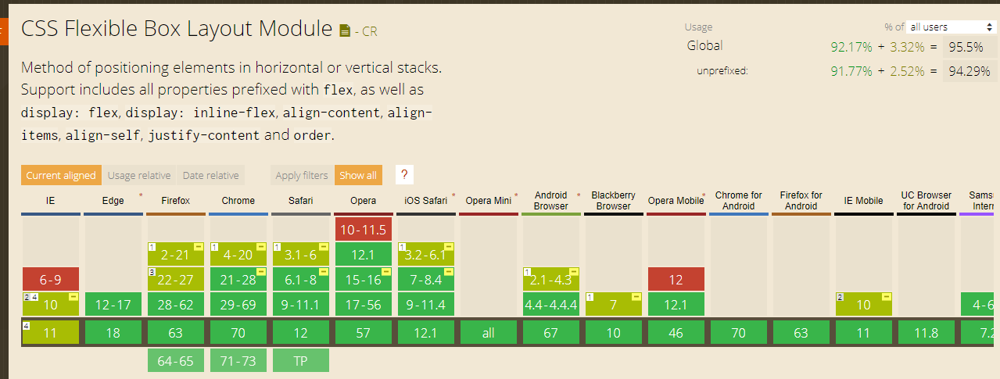 CSS Flexible Box Layout Module - CR
Usage % of all users
Global 92.17% + 3.32% = 95.5%
unprefixed: 91.77% + 2.52% = 94.29%
Method of positioning elements in horizontal or vertical stacks.
Support includes all properties prefixed with flex, as well as
display: flex, display: inline-flex, align-content, align-
items, align-self, justify-content and order.
Current aligned Usage relative Date relative Apply filters Show all ?
IE Edge * Firefox Chrome Safari Opera iOS Safari * Opera Mini * Android Browser * Blackberry Browser Opera Mobile * Chrome for Android Firefox for Android IE Mobile UC Browser for Android
10-11.5
1 2-21 1 4-20 1 3.1-6 12.1 1 3.2-6.1
6-9 3 22-27 21-28 6.1-8 15-16 7-8.4 1 2.1-4.3 12
2 4 10 12-17 28-62 29-69 9-11.1 17-56 9-11.4 4.4-4.4.4 1 7 12.1 2 10 4-6
4 11 18 63 70 12 57 12.1 all 67 10 46 70 63 11 11.8 7.2
64-65 71-73 TP